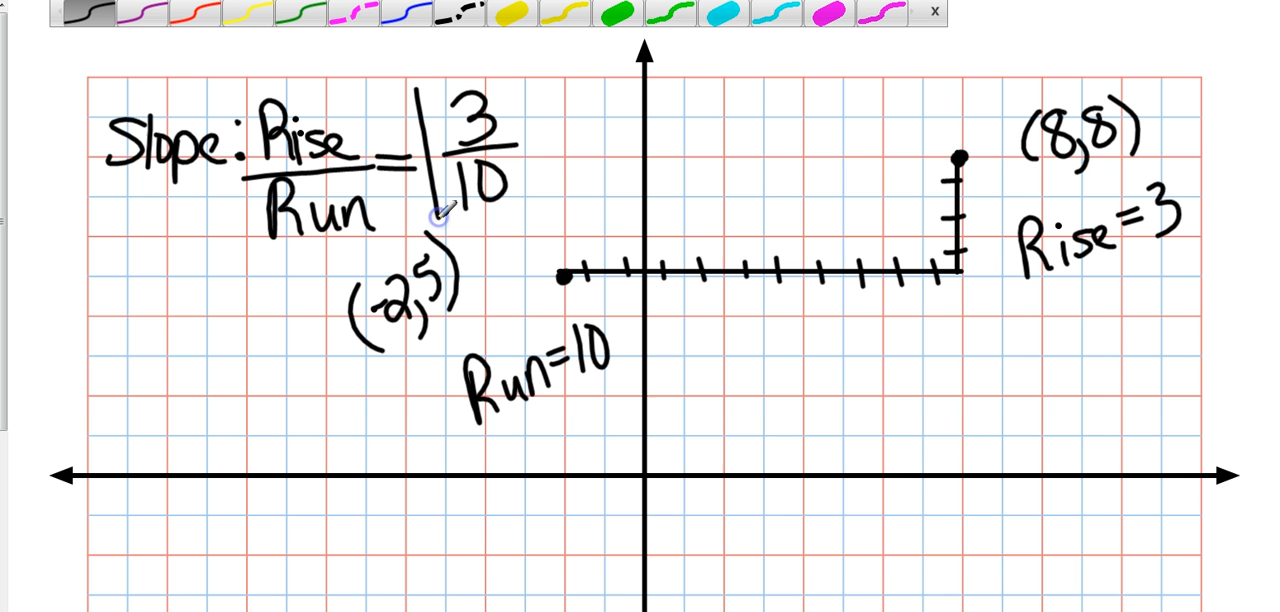 Slope: Rise/Run = 3/10
(8,8)
Rise=3
(-2,5)
Run=10
x